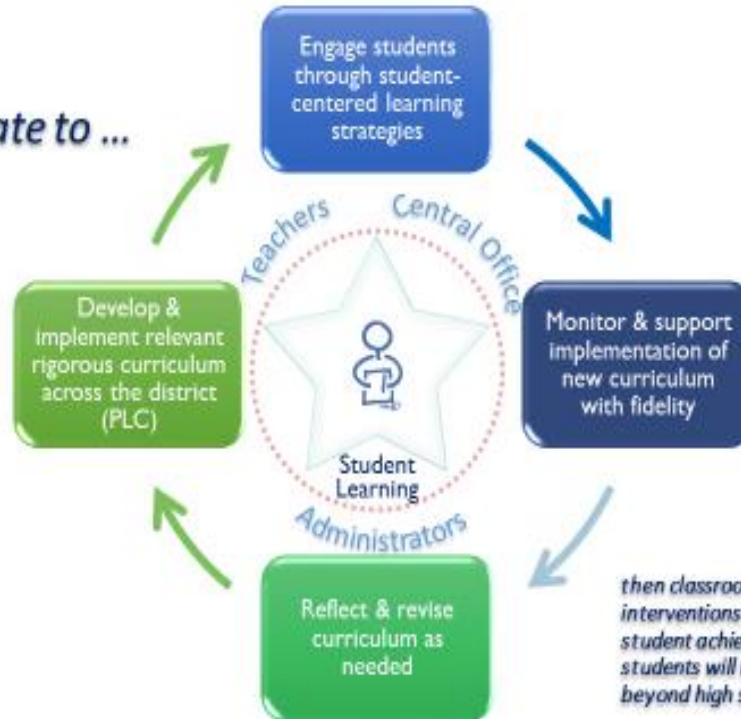 Engage students
through student-
centered learning
strategies
ate to ...
Teachers
Central Office
Develop &
implement relevant
rigorous curriculum
across the district
(PLC)
Monitor & support
implementation of
new curriculum
with fidelity
Student
Learning
Administrators
Reflect & revise
curriculum as
needed
then classroo
interventions
student achie
students will
beyond high s